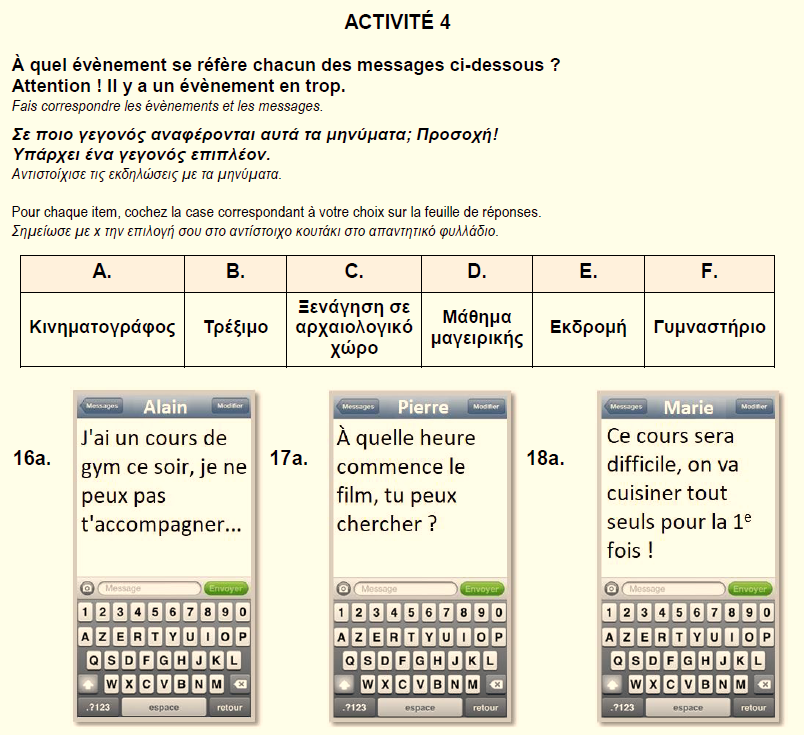 ACTIVITÉ 4
À quel évènement se réfère chacun des messages ci-dessous ?
Attention ! Il y a un évènement en trop.
Fais correspondre les évènements et les messages.
Σε ποιο γεγονός αναφέρονται αυτά τα μηνύματα; Προσοχή!
Υπάρχει ένα γεγονός επιπλέον.
Αντιστοίχισε τις εκδηλώσεις με τα μηνύματα.
Pour chaque item, cochez la case correspondant à votre choix sur la feuille de réponses.
Σημείωσε με x την επιλογή σου στο αντίστοιχο κουτάκι στο απαντητικό φυλλάδιο.
A. B. C. D. E. F.
Κινηματογράφος
Τρέξιμο
Ξενάγηση σε
αρχαιολογικό
χώρο
Μάθημα
μαγειρικής
Εκδρομή
Γυμναστήριο
16a.
Messages Alain Modifier
J'ai un cours de
gym ce soir, je ne
peux pas
t'accompagner...
Message Envoyer
1 2 3 4 5 6 7 8 9 0
A Z E R T Y U I O P
Q S D F G H J K L
W X C V B N M
.?123 espace retour
17a.
Messages Pierre Modifier
À quelle heure
commence le
film, tu peux
chercher ?
Message Envoyer
1 2 3 4 5 6 7 8 9 0
A Z E R T Y U I O P
Q S D F G H J K L
W X C V B N M
.?123 espace retour
18a.
Messages Marie Modifier
Ce cours sera
difficile, on va
cuisiner tout
seuls pour la 1e
fois !
Message Envoyer
1 2 3 4 5 6 7 8 9 0
A Z E R T Y U I O P
Q S D F G H J K L
W X C V B N M
.?123 espace retour